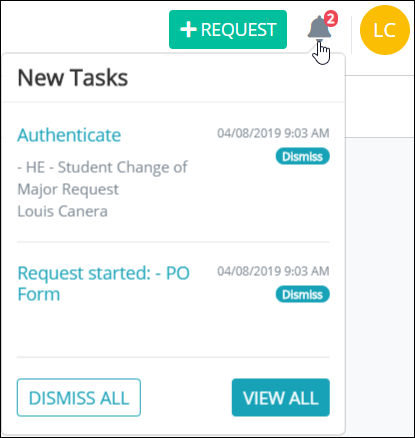 + REQUEST
2
LC
New Tasks
Authenticate
04/08/2019 9:03 AM
Dismiss
- HE - Student Change of
Major Request
Louis Canera
Request started: - PO
Form
04/08/2019 9:03 AM
Dismiss
DISMISS ALL
VIEW ALL